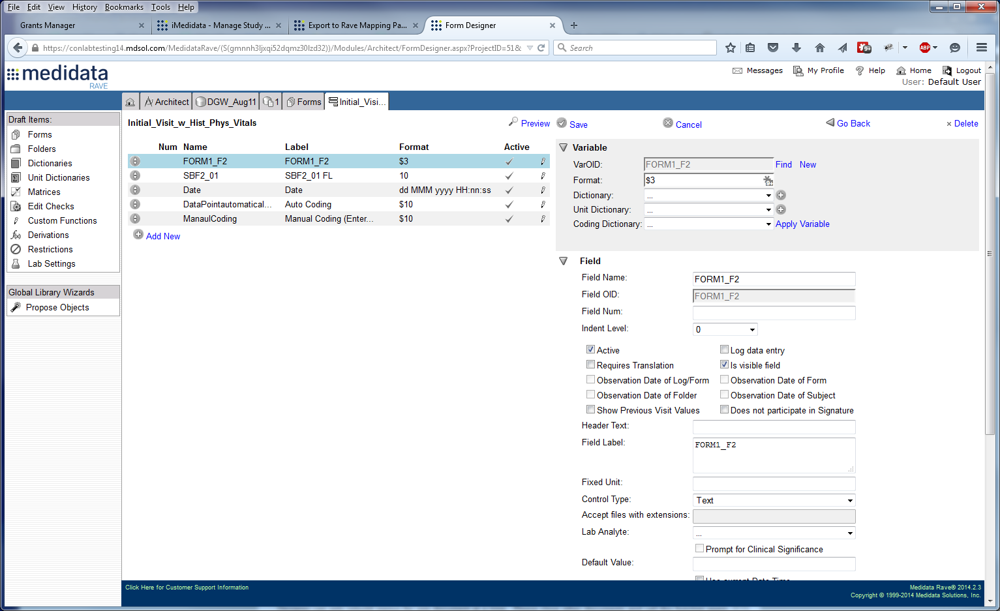 File Edit View History Bookmarks Tools Help
Grants Manager iMedidata - Manage Study ... Export to Rave Mapping Pa... Form Designer
https://conlabtesting14.mdsol.com/MedidataRave/(S(gmnnh3ljxqi52dqmz30lzd32))/Modules/Architect/FormDesigner.aspx?ProjectID=51& Search 9+ ABP
medidata
RAVE
Messages My Profile Help Home Logout
User: Default User
Architect DGW_Aug11 1 Forms Initial_Visi...
Draft Items:
Forms
Folders
Dictionaries
Unit Dictionaries
Matrices
Edit Checks
Custom Functions
Derivations
Restrictions
Lab Settings
Global Library Wizards
Propose Objects
Initial_Visit_w_Hist_Phys_Vitals Preview
Num Name Label Format Active
FORM1_F2 FORM1_F2 $3
SBF2_01 SBF2_01 FL 10
Date Date dd MMM yyyy HH:nn:ss
DataPointautomatical... Auto Coding $10
ManaulCoding Manual Coding (Enter... $10
Add New
Save Cancel Go Back Delete
Variable
VarOID: FORM1_F2 Find New
Format: $3
Dictionary: ...
Unit Dictionary: ...
Coding Dictionary: ... Apply Variable
Field
Field Name: FORM1_F2
Field OID: FORM1_F2
Field Num:
Indent Level: 0
Active Log data entry
Requires Translation Is visible field
Observation Date of Log/Form Observation Date of Form
Observation Date of Folder Observation Date of Subject
Show Previous Visit Values Does not participate in Signature
Header Text:
Field Label: FORM1_F2
Fixed Unit:
Control Type: Text
Accept files with extensions:
Lab Analyte: ...
Prompt for Clinical Significance
Default Value:
Use current Date Time
Click Here for Customer Support Information
Medidata Rave® 2014.2.3
Copyright © 1999-2014 Medidata Solutions, Inc.